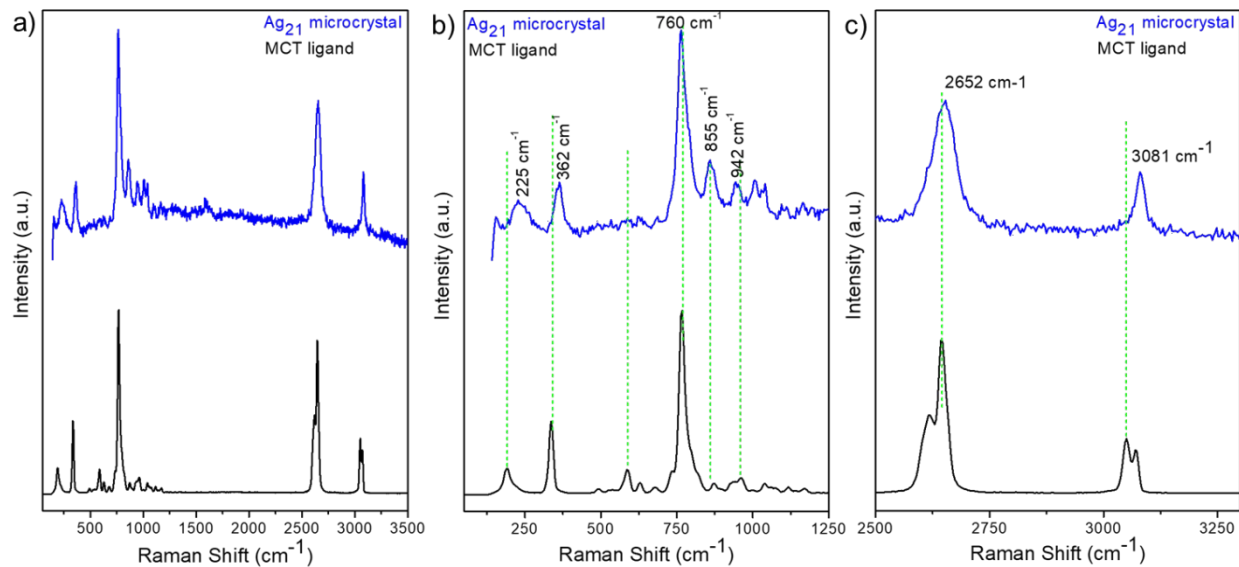 a)
Ag21 microcrystal
MCT ligand
Intensity (a.u.)
500 1000 1500 2000 2500 3000 3500
Raman Shift (cm-1)
b)
Ag21 microcrystal
MCT ligand
760 cm-1
225 cm-1
362 cm-1
855 cm-1
942 cm-1
Intensity (a.u.)
250 500 750 1000 1250
Raman Shift (cm-1)
c)
Ag21 microcrystal
MCT ligand
2652 cm-1
3081 cm-1
Intensity (a.u.)
2500 2750 3000 3250
Raman Shift (cm-1)